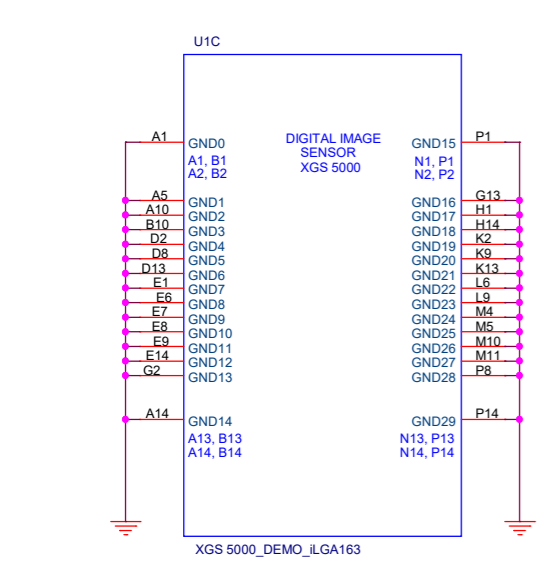 U1C
A1 GND0 DIGITAL IMAGE GND15 P1
SENSOR
A1, B1 XGS 5000 N1, P1
A2, B2 N2, P2
A5 GND1 GND16 G13
A10 GND2 GND17 H1
B10 GND3 GND18 H14
D2 GND4 GND19 K2
D8 GND5 GND20 K9
D13 GND6 GND21 K13
E1 GND7 GND22 L6
E6 GND8 GND23 L9
E7 GND9 GND24 M4
E8 GND10 GND25 M5
E9 GND11 GND26 M10
E14 GND12 GND27 M11
G2 GND13 GND28 P8
A14 GND14 GND29 P14
A13, B13 N13, P13
A14, B14 N14, P14
XGS 5000_DEMO_iLGA163